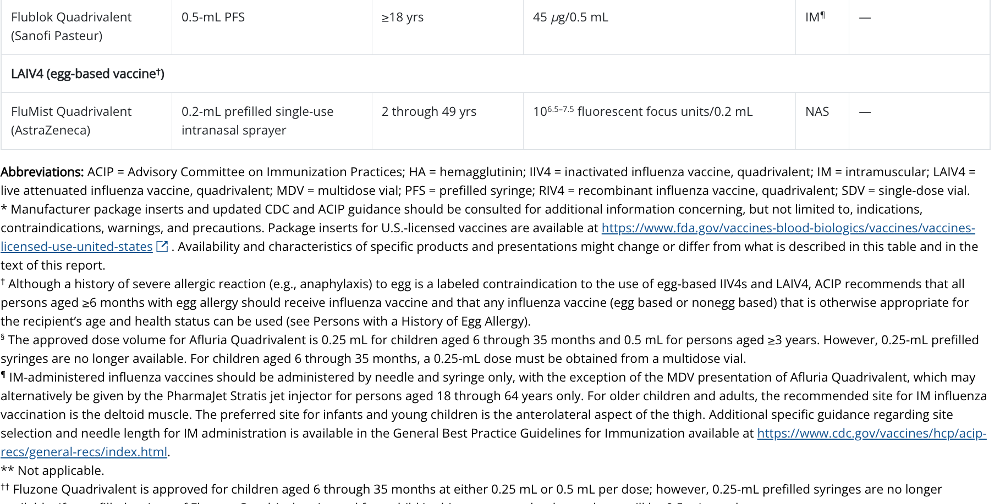 Flublok Quadrivalent 0.5-mL PFS ≥18 yrs 45 µg/0.5 mL IM¶ —
(Sanofi Pasteur)
LAIV4 (egg-based vaccine†)
FluMist Quadrivalent 0.2-mL prefilled single-use 2 through 49 yrs 10⁶·⁵⁻⁷·⁵ fluorescent focus units/0.2 mL NAS —
(AstraZeneca) intranasal sprayer
Abbreviations: ACIP = Advisory Committee on Immunization Practices; HA = hemagglutinin; IIV4 = inactivated influenza vaccine, quadrivalent; IM = intramuscular; LAIV4 =
live attenuated influenza vaccine, quadrivalent; MDV = multidose vial; PFS = prefilled syringe; RIV4 = recombinant influenza vaccine, quadrivalent; SDV = single-dose vial.
* Manufacturer package inserts and updated CDC and ACIP guidance should be consulted for additional information concerning, but not limited to, indications,
contraindications, warnings, and precautions. Package inserts for U.S.-licensed vaccines are available at https://www.fda.gov/vaccines-blood-biologics/vaccines/vaccines-
licensed-use-united-states . Availability and characteristics of specific products and presentations might change or differ from what is described in this table and in the
text of this report.
† Although a history of severe allergic reaction (e.g., anaphylaxis) to egg is a labeled contraindication to the use of egg-based IIV4s and LAIV4, ACIP recommends that all
persons aged ≥6 months with egg allergy should receive influenza vaccine and that any influenza vaccine (egg based or nonegg based) that is otherwise appropriate for
the recipient’s age and health status can be used (see Persons with a History of Egg Allergy).
§ The approved dose volume for Afluria Quadrivalent is 0.25 mL for children aged 6 through 35 months and 0.5 mL for persons aged ≥3 years. However, 0.25-mL prefilled
syringes are no longer available. For children aged 6 through 35 months, a 0.25-mL dose must be obtained from a multidose vial.
¶ IM-administered influenza vaccines should be administered by needle and syringe only, with the exception of the MDV presentation of Afluria Quadrivalent, which may
alternatively be given by the PharmaJet Stratis jet injector for persons aged 18 through 64 years only. For older children and adults, the recommended site for IM influenza
vaccination is the deltoid muscle. The preferred site for infants and young children is the anterolateral aspect of the thigh. Additional specific guidance regarding site
selection and needle length for IM administration is available in the General Best Practice Guidelines for Immunization available at https://www.cdc.gov/vaccines/hcp/acip-
recs/general-recs/index.html.
** Not applicable.
†† Fluzone Quadrivalent is approved for children aged 6 through 35 months at either 0.25 mL or 0.5 mL per dose; however, 0.25-mL prefilled syringes are no longer